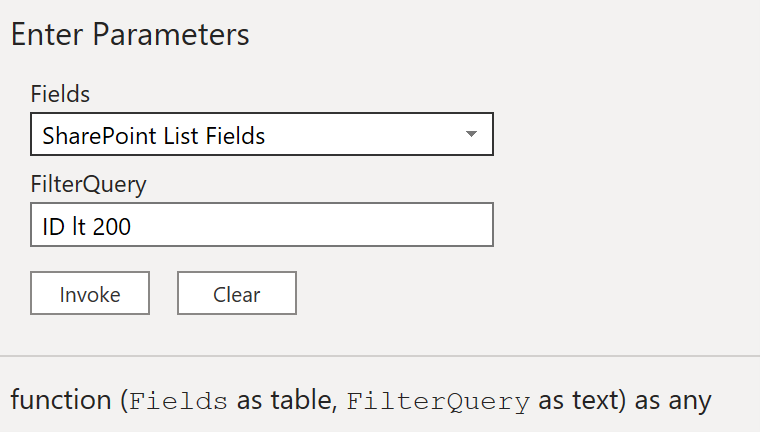 Enter Parameters
Fields
SharePoint List Fields
FilterQuery
ID lt 200
Invoke Clear
function (Fields as table, FilterQuery as text) as any